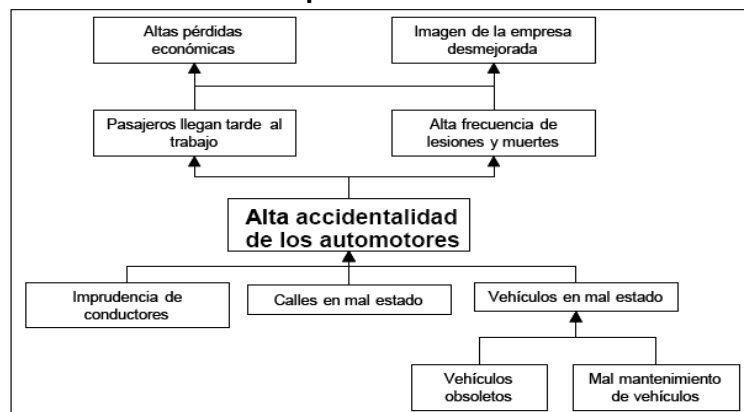 Altas pérdidas
económicas
Imagen de la empresa
desmejorada
Pasajeros llegan tarde al
trabajo
Alta frecuencia de
lesiones y muertes
Alta accidentalidad
de los automotores
Imprudencia de
conductores
Calles en mal estado
Vehículos en mal estado
Vehículos
obsoletos
Mal mantenimiento
de vehículos